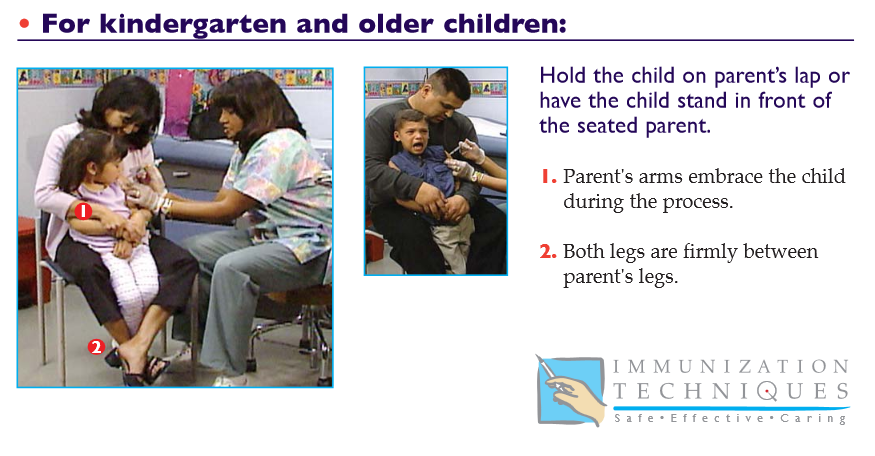 • For kindergarten and older children:
Hold the child on parent's lap or
have the child stand in front of
the seated parent.
1. Parent's arms embrace the child
during the process.
2. Both legs are firmly between
parent's legs.
1
2
IMMUNIZATION
TECHNIQUES
Safe • Effective • Caring